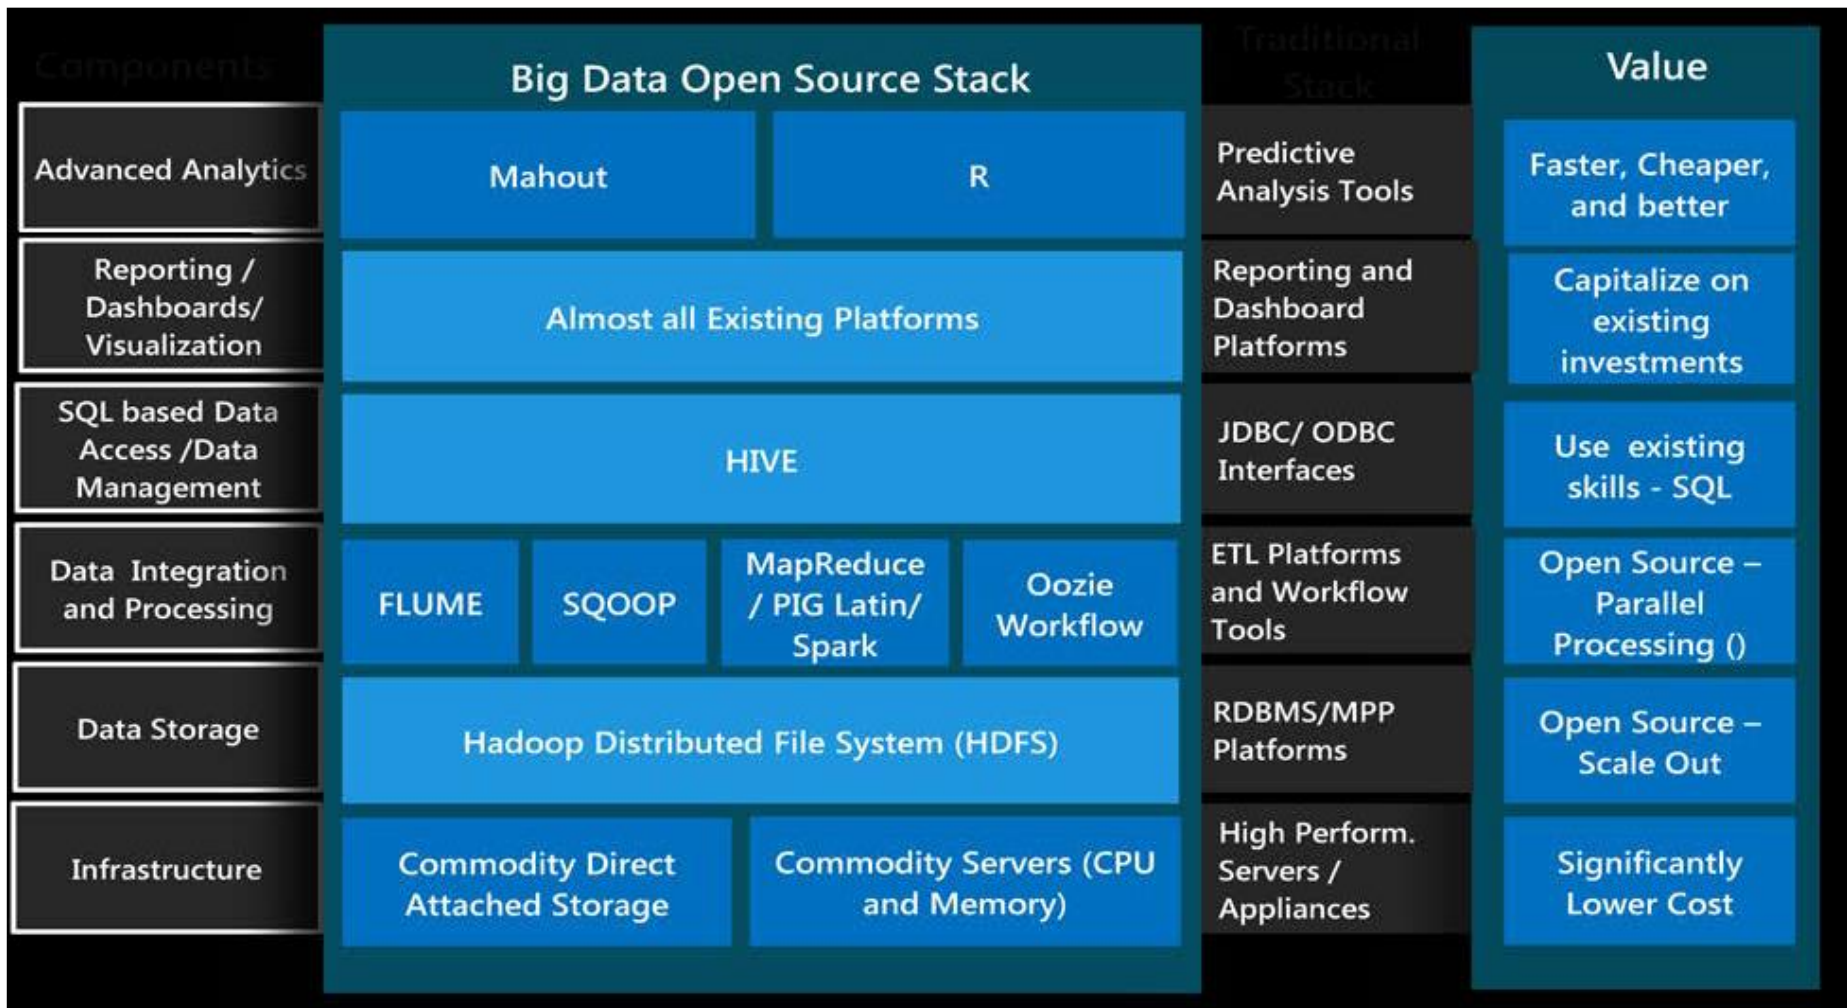 Components
Big Data Open Source Stack
Traditional
Stack
Value
Advanced Analytics
Mahout
R
Predictive
Analysis Tools
Faster, Cheaper,
and better
Reporting /
Dashboards/
Visualization
Almost all Existing Platforms
Reporting and
Dashboard
Platforms
Capitalize on
existing
investments
SQL based Data
Access /Data
Management
HIVE
JDBC/ ODBC
Interfaces
Use existing
skills - SQL
Data Integration
and Processing
FLUME
SQOOP
MapReduce
/ PIG Latin/
Spark
Oozie
Workflow
ETL Platforms
and Workflow
Tools
Open Source –
Parallel
Processing ()
Data Storage
Hadoop Distributed File System (HDFS)
RDBMS/MPP
Platforms
Open Source –
Scale Out
Infrastructure
Commodity Direct
Attached Storage
Commodity Servers (CPU
and Memory)
High Perform.
Servers /
Appliances
Significantly
Lower Cost